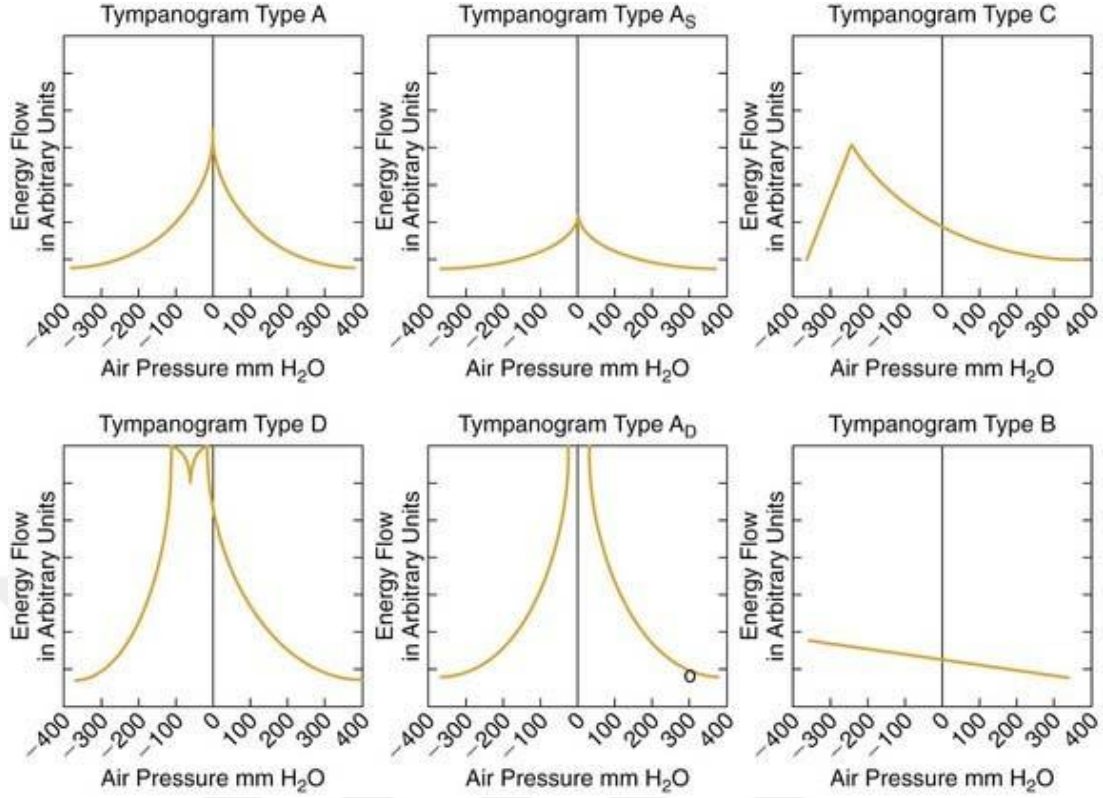 Tympanogram Type A
Energy Flow
in Arbitrary Units
−400 −300 −200 −100 0 100 200 300 400
Air Pressure mm H₂O
Tympanogram Type A_S
Energy Flow
in Arbitrary Units
−400 −300 −200 −100 0 100 200 300 400
Air Pressure mm H₂O
Tympanogram Type C
Energy Flow
in Arbitrary Units
−400 −300 −200 −100 0 100 200 300 400
Air Pressure mm H₂O
Tympanogram Type D
Energy Flow
in Arbitrary Units
−400 −300 −200 −100 0 100 200 300 400
Air Pressure mm H₂O
Tympanogram Type A_D
Energy Flow
in Arbitrary Units
o
−400 −300 −200 −100 0 100 200 300 400
Air Pressure mm H₂O
Tympanogram Type B
Energy Flow
in Arbitrary Units
−400 −300 −200 −100 0 100 200 300 400
Air Pressure mm H₂O